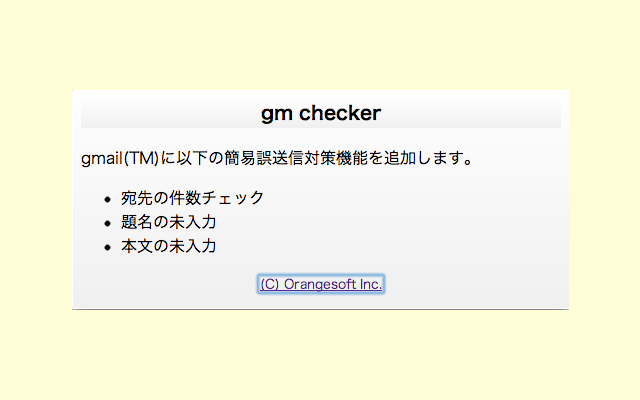 gm checker
gmail(TM)に以下の簡易誤送信対策機能を追加します。
宛先の件数チェック
題名の未入力
本文の未入力
(C) Orangesoft Inc.